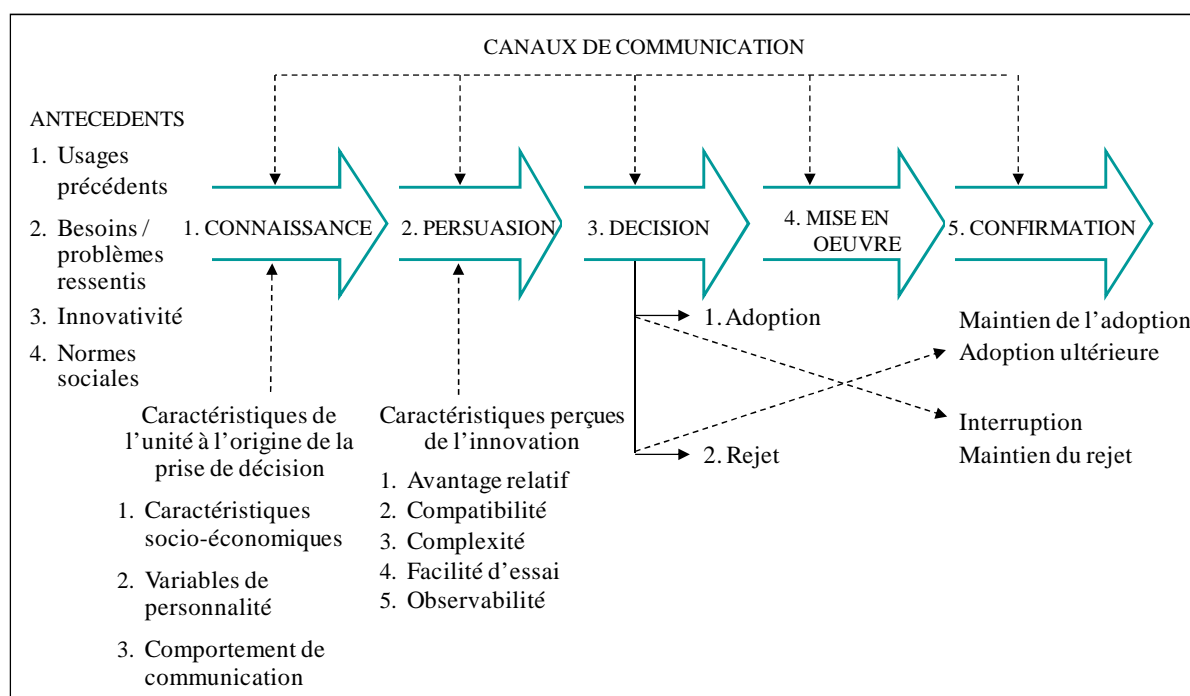 CANAUX DE COMMUNICATION
ANTECEDENTS
1. Usages
précédents
2. Besoins /
problèmes
ressentis
3. Innovativité
4. Normes
sociales
1. CONNAISSANCE
2. PERSUASION
3. DECISION
4. MISE EN
OEUVRE
5. CONFIRMATION
1. Adoption
2. Rejet
Maintien de l’adoption
Adoption ultérieure
Interruption
Maintien du rejet
Caractéristiques de
l’unité à l’origine de la
prise de décision
1. Caractéristiques
socio-économiques
2. Variables de
personnalité
3. Comportement de
communication
Caractéristiques perçues
de l’innovation
1. Avantage relatif
2. Compatibilité
3. Complexité
4. Facilité d’essai
5. Observabilité